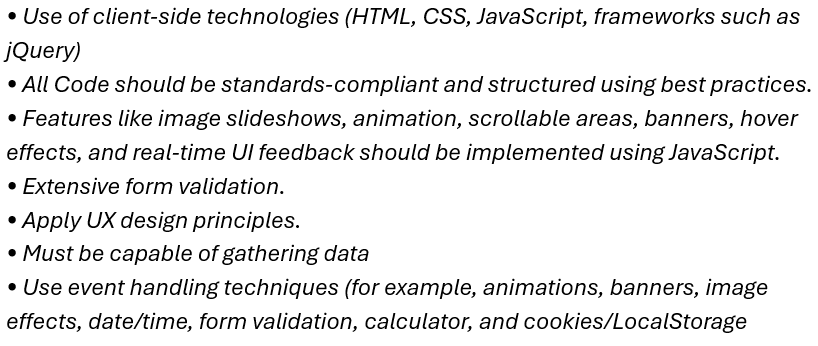 • Use of client-side technologies (HTML, CSS, JavaScript, frameworks such as
jQuery)
• All Code should be standards-compliant and structured using best practices.
• Features like image slideshows, animation, scrollable areas, banners, hover
effects, and real-time UI feedback should be implemented using JavaScript.
• Extensive form validation.
• Apply UX design principles.
• Must be capable of gathering data
• Use event handling techniques (for example, animations, banners, image
effects, date/time, form validation, calculator, and cookies/LocalStorage